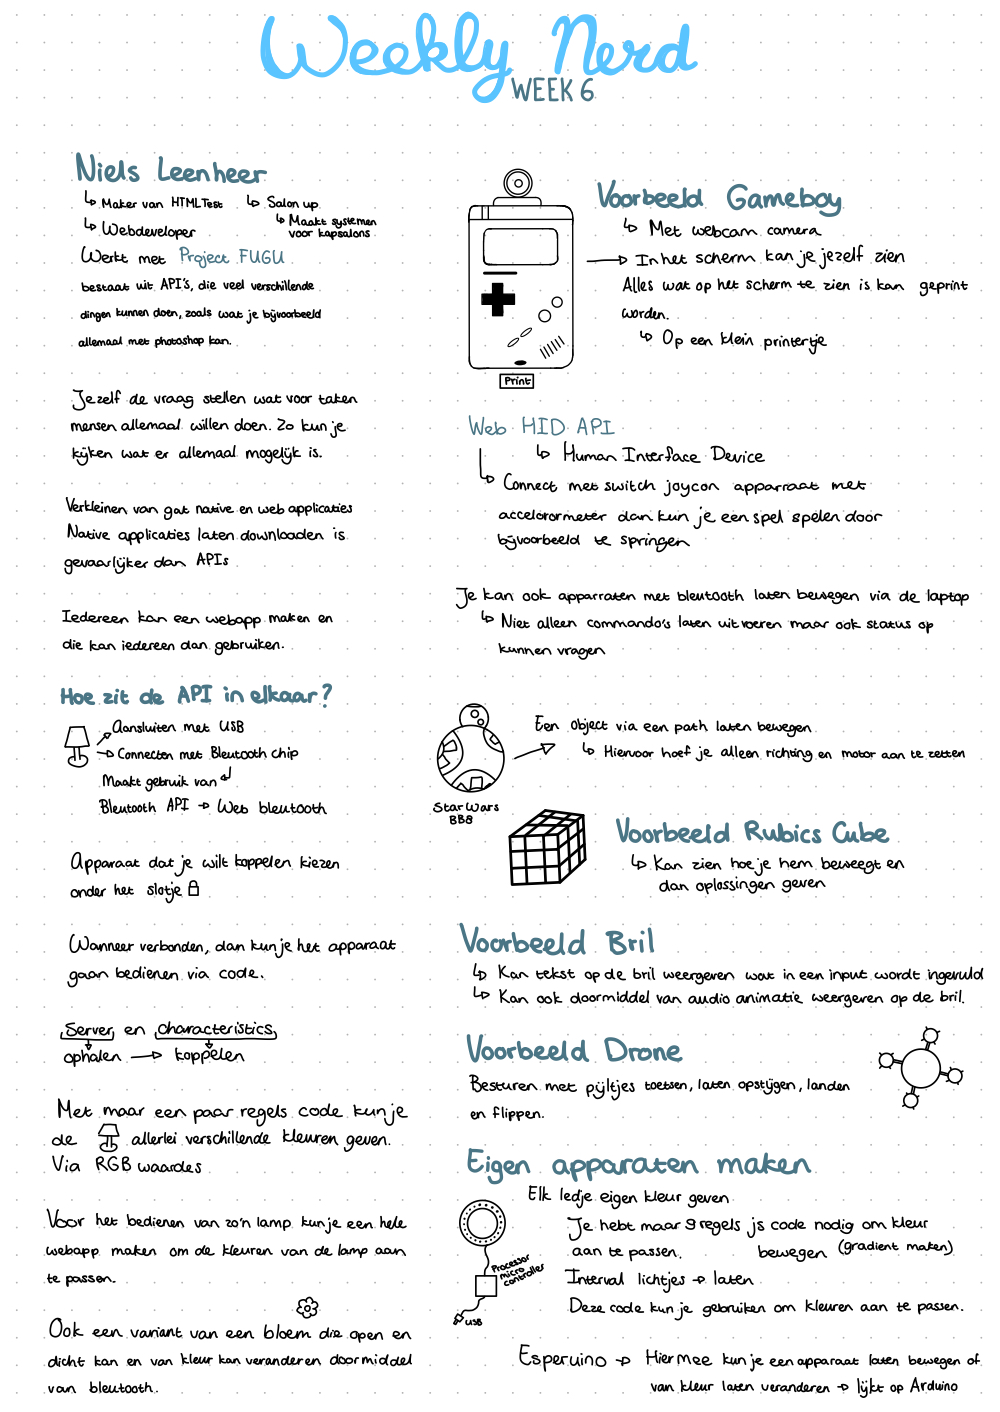 Weekly Nerd
WEEK 6
Niels Leenheer
↳ Maker van HTMLTest
↳ Salon up
↳ Maakt systemen
voor kapsalons.
↳ Webdeveloper
Werkt met Project FUGU
bestaat uit API's, die veel verschillende
dingen kunnen doen, zoals wat je bijvoorbeeld
allemaal met photoshop kan.
Jezelf de vraag stellen wat voor taken
mensen allemaal willen doen. Zo kun je
kijken wat er allemaal mogelijk is.
Verkleinen van gat native en web applicaties
Native applicaties laten downloaden is
gevaarlijker dan APIs
Iedereen kan een webapp maken en
die kan iedereen dan gebruiken.
Hoe zit de API in elkaar?
Aansluiten met USB
Connecten met Bleutooth chip
Maakt gebruik van
Bleutooth API → Web bleutooth
Apparaat dat je wilt koppelen kiezen
onder het slotje
Wanneer verbonden, dan kun je het apparaat
gaan bedienen via code.
Server en characteristics
ophalen → koppelen
Met maar een paar regels code kun je
de allerlei verschillende kleuren geven.
Via RGB waardes
Voor het bedienen van zo'n lamp kun je een hele
webapp maken om de kleuren van de lamp aan
te passen.
Ook een variant van een bloem die open en
dicht kan en van kleur kan veranderen doormiddel
van bleutooth.
Print
Voorbeeld Gameboy
↳ Met webcam camera
→ In het scherm kan je jezelf zien
Alles wat op het scherm te zien is kan geprint
worden.
↳ Op een klein printertje
Web HID API
↳ Human Interface Device
↳ Connect met switch joycon apparraat met
accelorormeter dan kun je een spel spelen door
bijvoorbeeld te springen
Je kan ook apparraten met bleutooth laten bewegen via de laptop
↳ Niet alleen commando's laten uitvoeren maar ook status op
kunnen vragen
Een object via een path laten bewegen
↳ Hiervoor hoef je alleen richting en motor aan te zetten
Star Wars
BB8
Voorbeeld Rubics Cube
↳ Kan zien hoe je hem beweegt en
dan oplossingen geven
Voorbeeld Bril
↳ Kan tekst op de bril weergeven wat in een input wordt ingevuld
↳ Kan ook doormiddel van audio animatie weergeven op de bril.
Voorbeeld Drone
Besturen met pijltjes toetsen, laten opstijgen, landen
en flippen.
Eigen apparaten maken
Elk ledje eigen kleur geven
Je hebt maar 9 regels js code nodig om kleur
aan te passen. bewegen (gradient maken)
Processor
micro
controller
Interval lichtjes → laten
Deze code kun je gebruiken om kleuren aan te passen.
USB
Esperuino → Hiermee kun je een apparaat laten bewegen of
van kleur laten veranderen → lijkt op Arduino